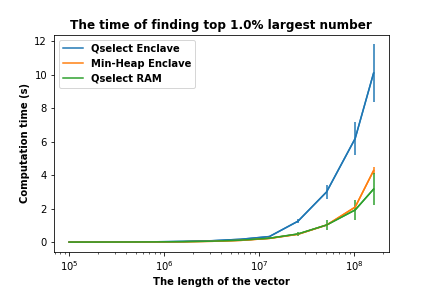 The time of finding top 1.0% largest number
Qselect Enclave
Min-Heap Enclave
Qselect RAM
Computation time (s)
12
10
8
6
4
2
0
10⁵
10⁶
10⁷
10⁸
The length of the vector